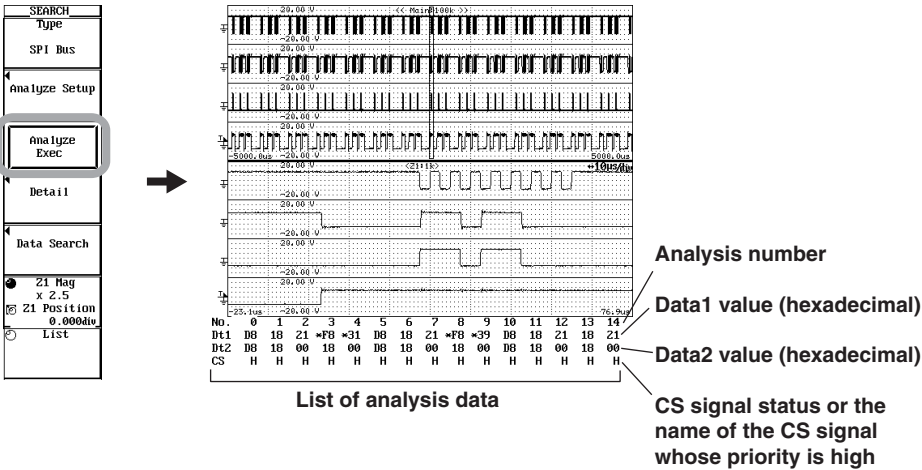 SEARCH
Type
SPI Bus
Analyze Setup
Analyze
Exec
Detail
Data Search
Z1 Mag
x 2.5
Z1 Position
0.000div
List
20.00 V
<< Main:100k >>
-20.00 V
20.00 V
-20.00 V
20.00 V
-20.00 V
20.00 V
-5000.0us
-20.00 V
5000.0us
20.00 V
<Z1:1k>
10us/div
-20.00 V
20.00 V
-20.00 V
20.00 V
-20.00 V
20.00 V
-23.1us
-20.00 V
76.9us
No. 0 1 2 3 4 5 6 7 8 9 10 11 12 13 14
Dt1 D8 18 21 *F8 *31 D8 18 21 *F8 *39 D8 18 21 18 21
Dt2 D8 18 00 18 00 D8 18 00 18 00 D8 18 00 18 00
CS H H H H H H H H H H H H H H H
Analysis number
Data1 value (hexadecimal)
Data2 value (hexadecimal)
CS signal status or the
name of the CS signal
whose priority is high
List of analysis data